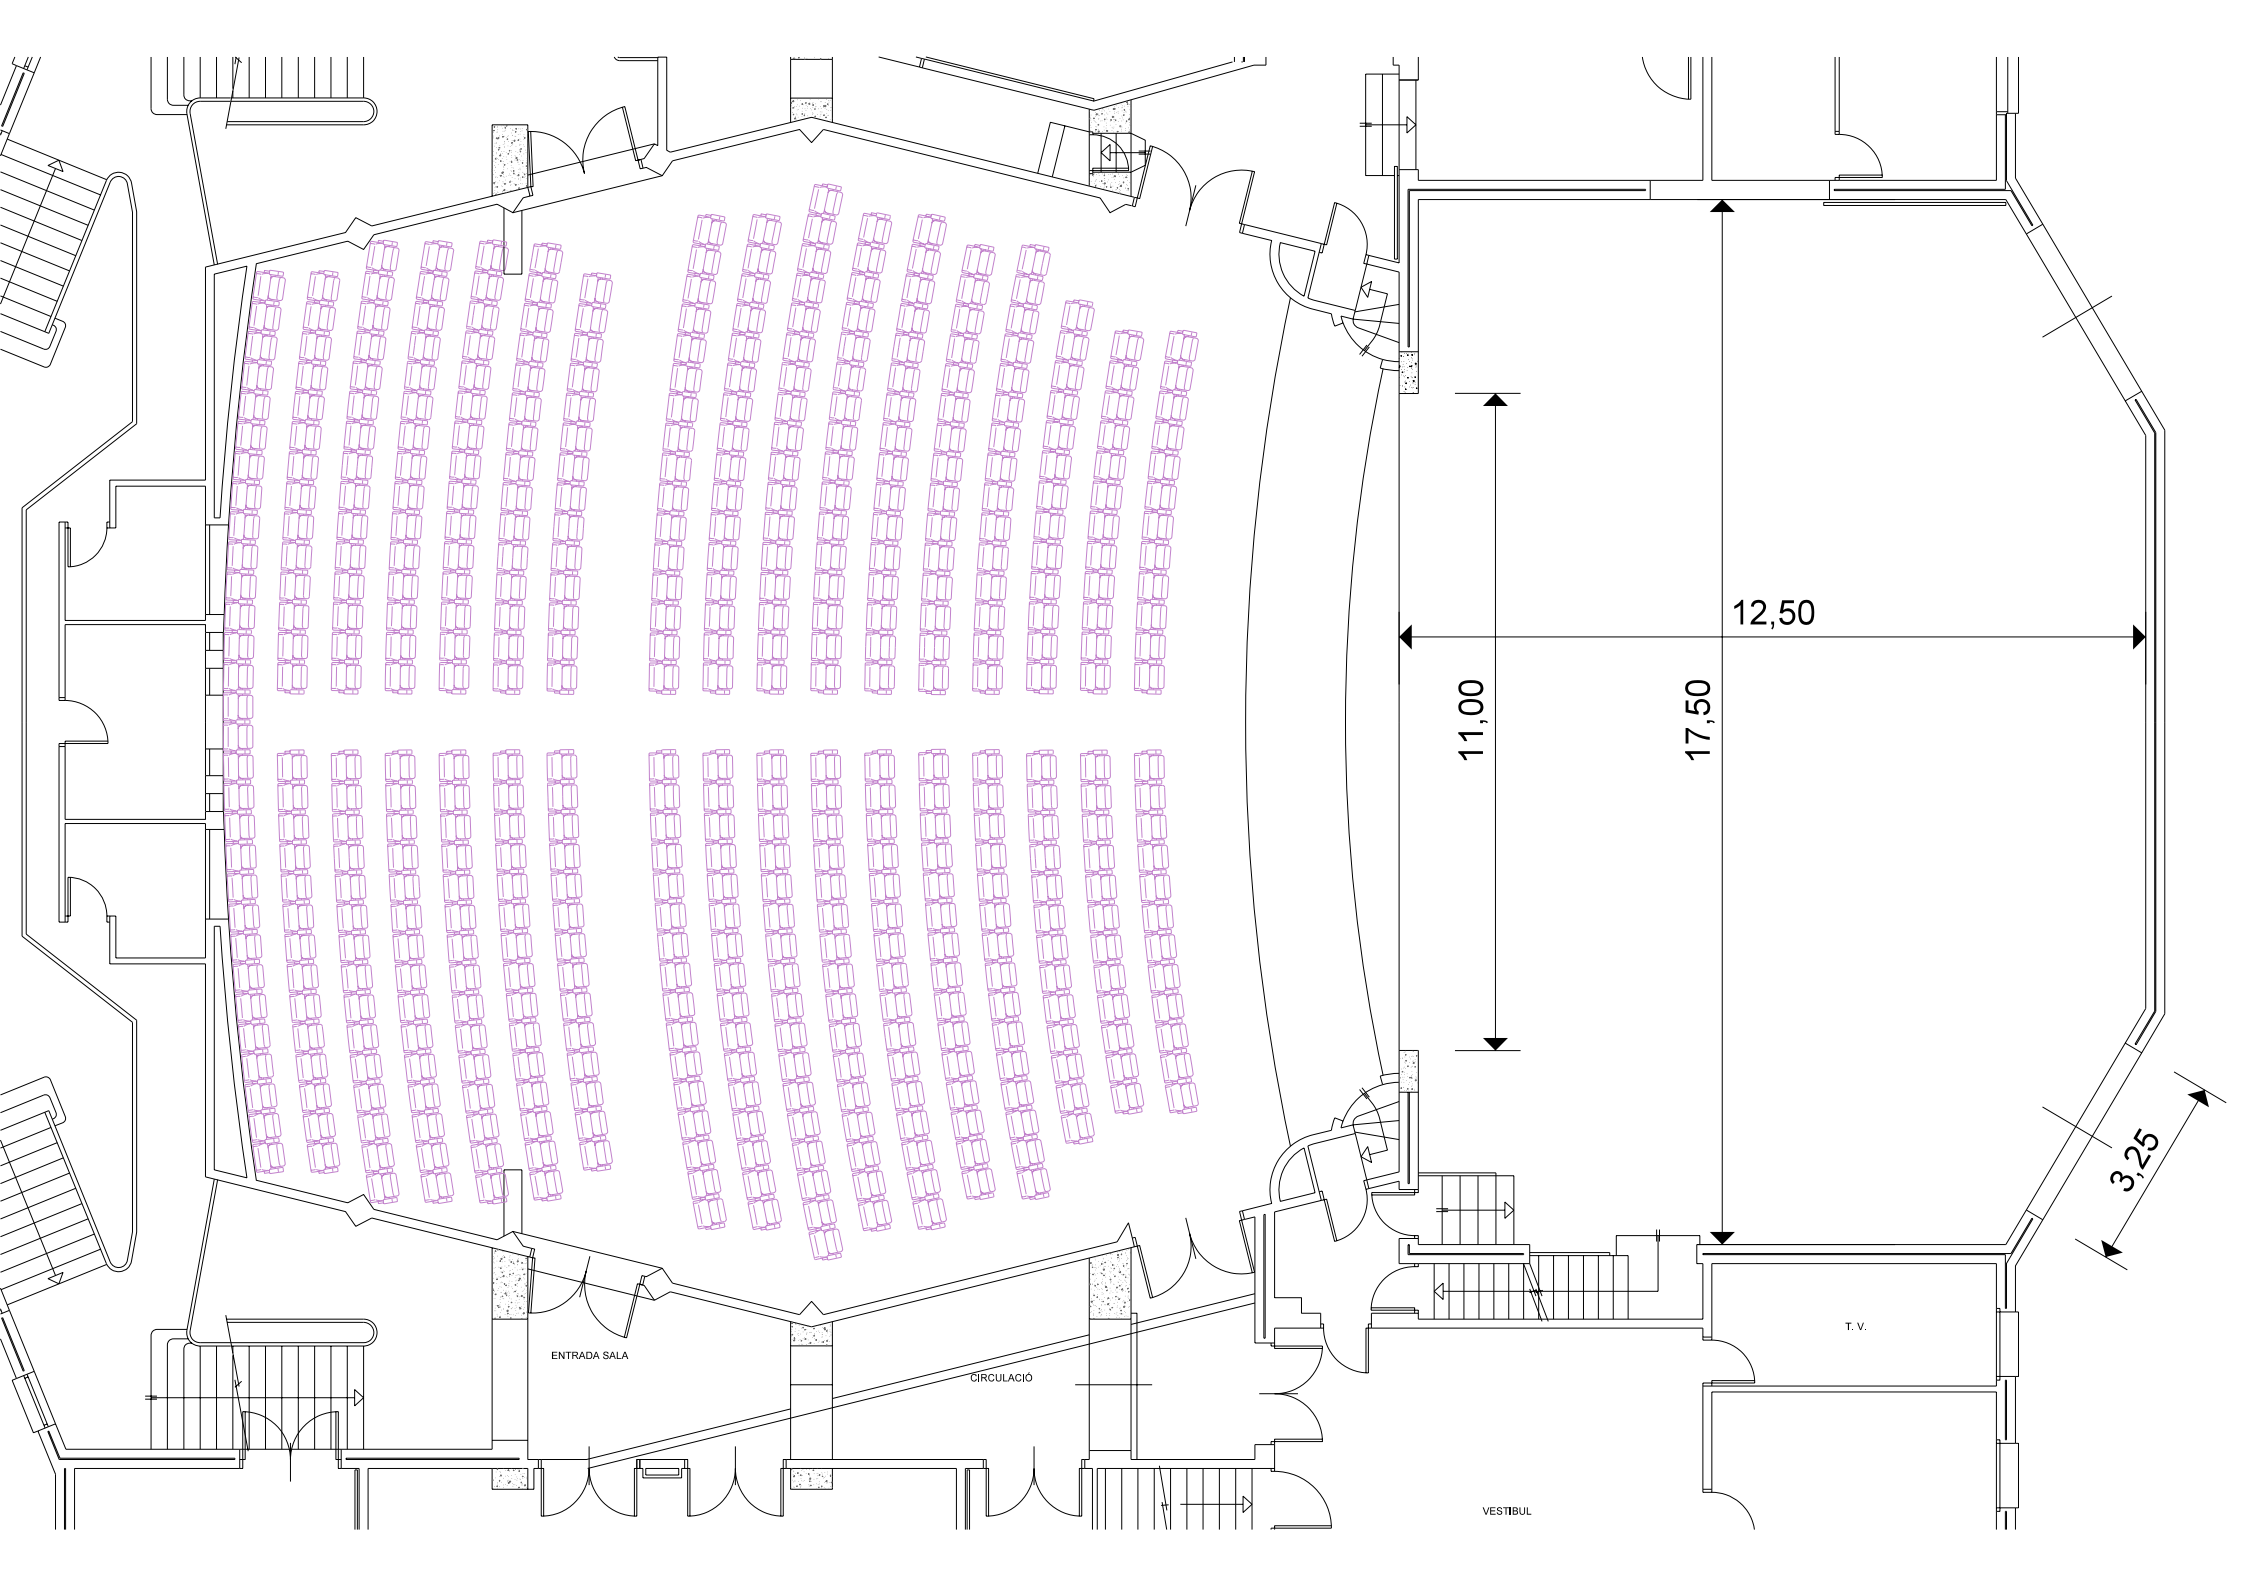 12,50
11,00
17,50
3,25
T. V.
ENTRADA SALA
CIRCULACIÓ
VESTIBUL